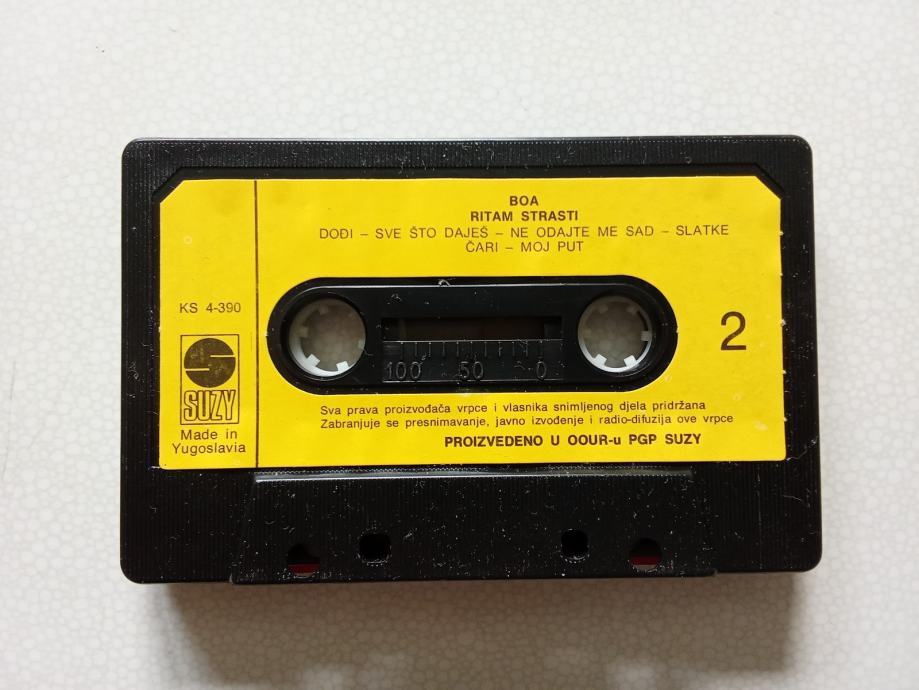 BOA
RITAM STRASTI
DOĐI – SVE ŠTO DAJEŠ – NE ODAJTE ME SAD – SLATKE
ČARI – MOJ PUT
KS 4-390
2
100 50 0
SUZY
Made in
Yugoslavia
Sva prava proizvođača vrpce i vlasnika snimljenog djela pridržana
Zabranjuje se presnimavanje, javno izvođenje i radio-difuzija ove vrpce
PROIZVEDENO U OOUR-u PGP SUZY